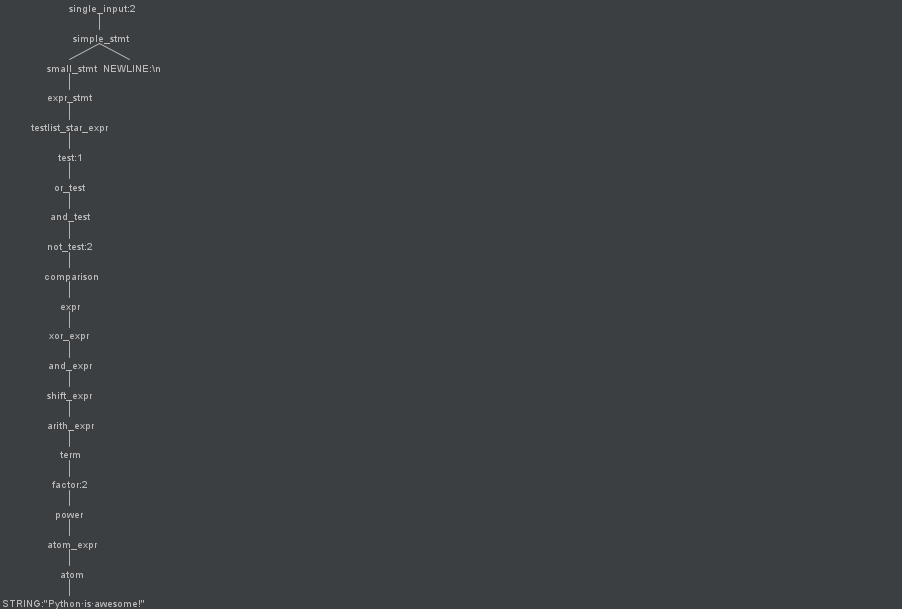 single_input:2
simple_stmt
small_stmt NEWLINE:\n
expr_stmt
testlist_star_expr
test:1
or_test
and_test
not_test:2
comparison
expr
xor_expr
and_expr
shift_expr
arith_expr
term
factor:2
power
atom_expr
atom
STRING:"Python·is·awesome!"